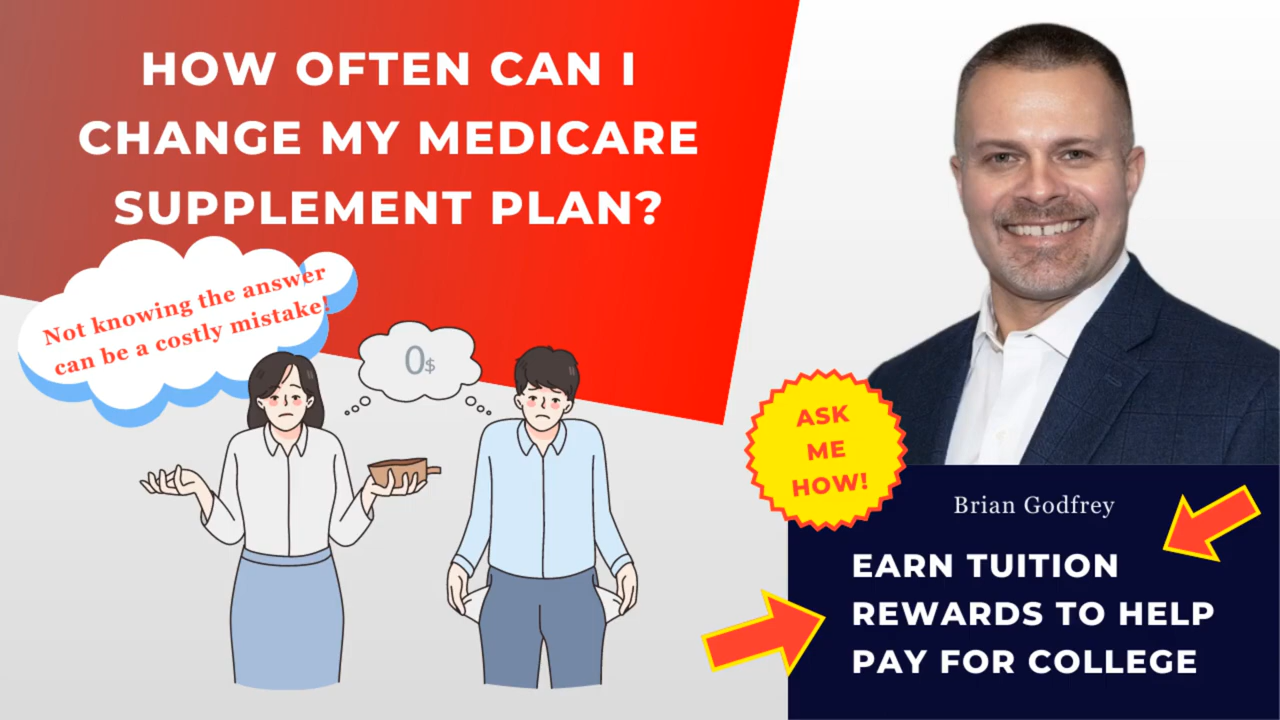 HOW OFTEN CAN I
CHANGE MY MEDICARE
SUPPLEMENT PLAN?
Not knowing the answer
can be a costly mistake!
0$
ASK
ME
HOW!
Brian Godfrey
EARN TUITION
REWARDS TO HELP
PAY FOR COLLEGE